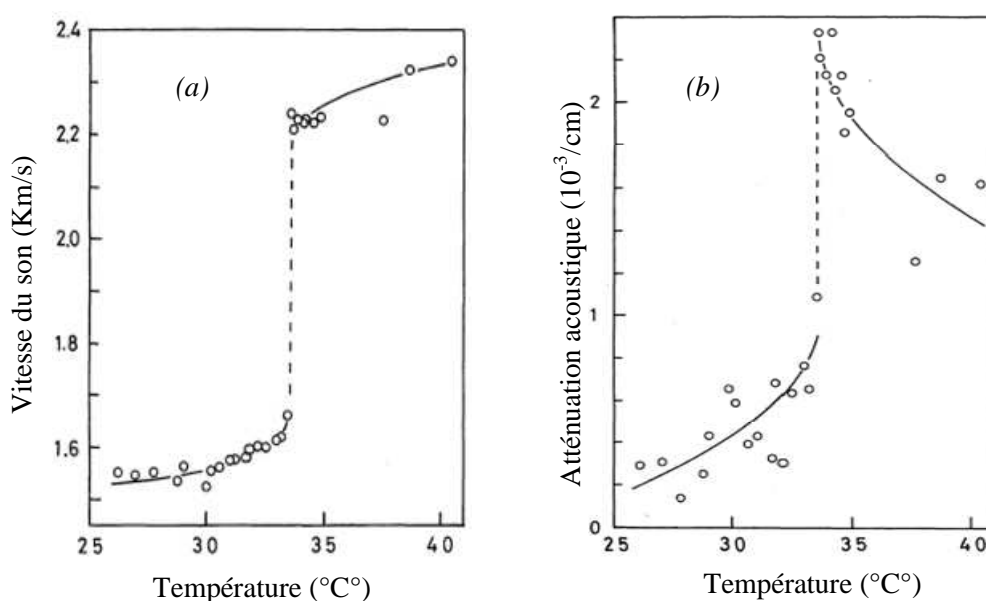 2.4
2,2
2,0
1.8
1.6
(a)
Vitesse du son (Km/s)
25
30
35
40
Température (°C°)
2
1
0
(b)
Atténuation acoustique (10⁻³/cm)
25
30
35
40
Température (°C°)